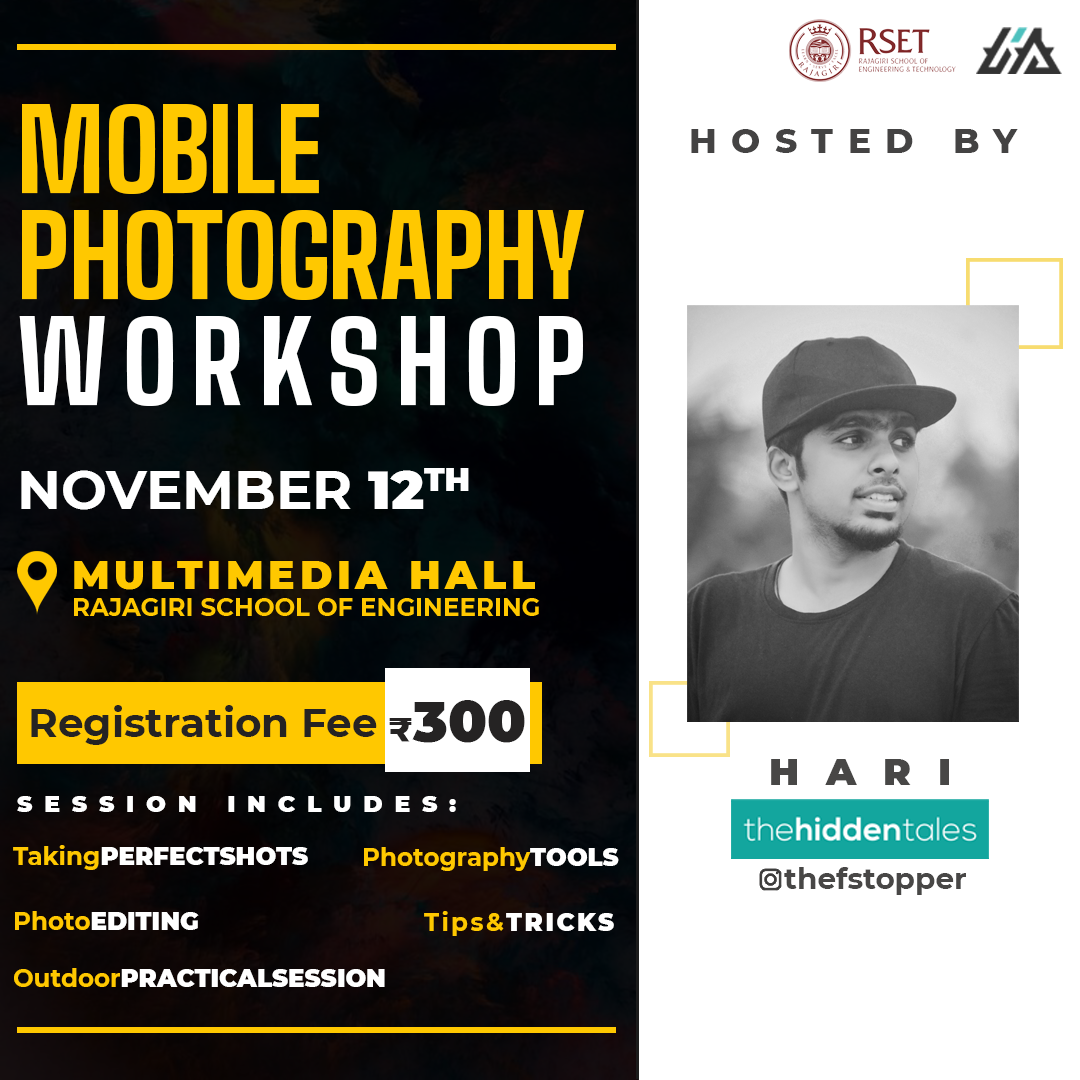 MOBILE
PHOTOGRAPHY
WORKSHOP
NOVEMBER 12TH
MULTIMEDIA HALL
RAJAGIRI SCHOOL OF ENGINEERING
Registration Fee ₹300
SESSION INCLUDES:
TakingPERFECTSHOTS
PhotographyTOOLS
PhotoEDITING
Tips&TRICKS
OutdoorPRACTICALSESSION
RSET
RAJAGIRI SCHOOL OF
ENGINEERING & TECHNOLOGY
RAJAGIRI
HOSTED BY
HARI
thehiddentales
thefstopper